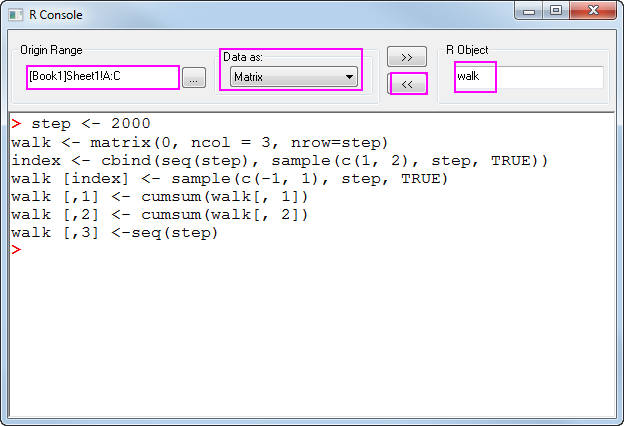 R Console
Origin Range
[Book1]Sheet1!A:C
...
Data as:
Matrix
>>
<<
R Object
walk
> step <- 2000
walk <- matrix(0, ncol = 3, nrow=step)
index <- cbind(seq(step), sample(c(1, 2), step, TRUE))
walk [index] <- sample(c(-1, 1), step, TRUE)
walk [,1] <- cumsum(walk[, 1])
walk [,2] <- cumsum(walk[, 2])
walk [,3] <-seq(step)
>